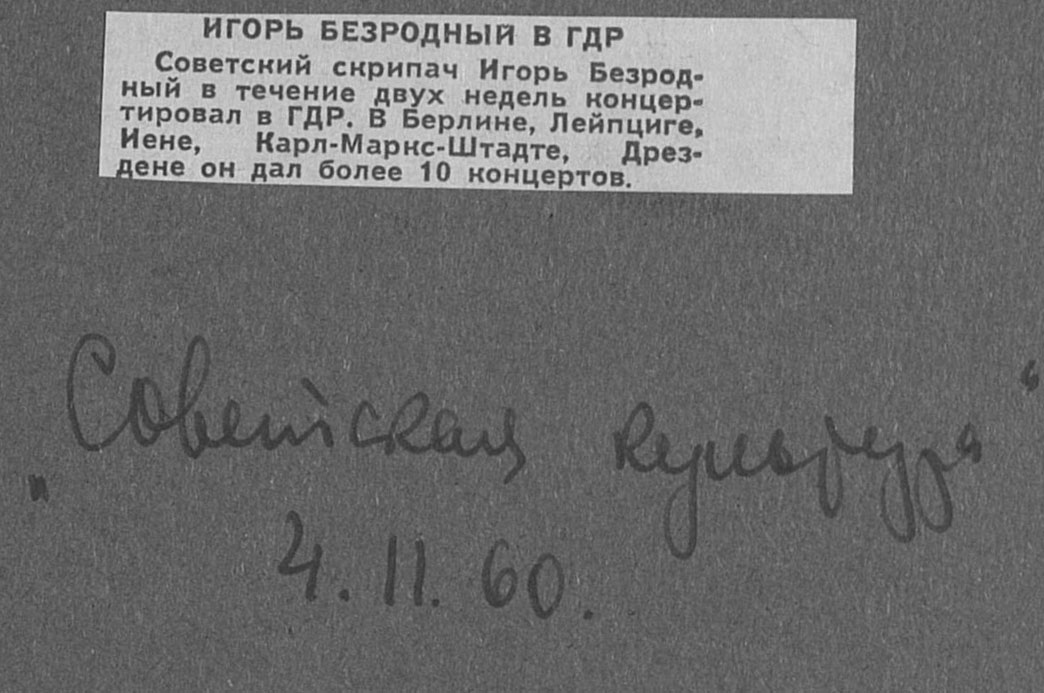 ИГОРЬ БЕЗРОДНЫЙ В ГДР
Советский скрипач Игорь Безрод-
ный в течение двух недель концер-
тировал в ГДР. В Берлине, Лейпциге,
Иене, Карл-Маркс-Штадте, Дрез-
дене он дал более 10 концертов.
„Советская культура“
4.11.60.